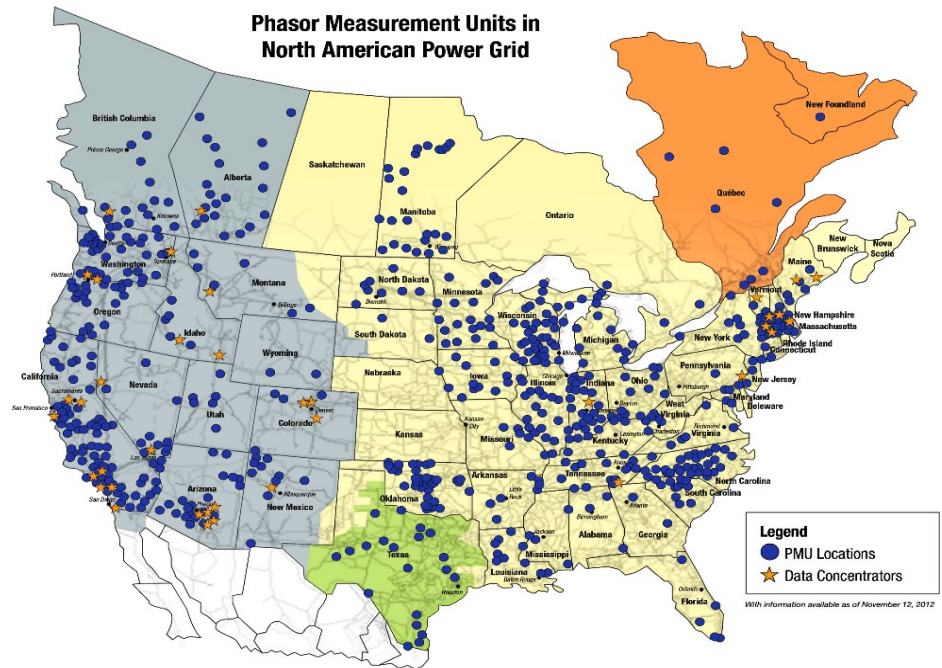 Phasor Measurement Units in
North American Power Grid
British Columbia
Prince George
Alberta
Kelowna
Saskatchewan
Manitoba
Winnipeg
Ontario
Québec
New Foundland
New
Brunswick
Nova
Scotia
Maine
Seattle
Spokane
Washington
Portland
Oregon
Montana
Billings
Idaho
Wyoming
North Dakota
Bismarck
South Dakota
Minnesota
Wisconsin
Milwaukee
Michigan
Vermont
New Hampshire
Massachusetts
Rhode Island
Connecticut
New York
California
Sacramento
San Francisco
Nevada
Utah
Colorado
Denver
Nebraska
Iowa
Chicago
Illinois
Indiana
Ohio
Pennsylvania
Pittsburgh
New Jersey
Maryland
Deleware
Las Vegas
Kansas
Kansas
City
Missouri
Dayton
West
Virginia
Charleston
Richmond
Virginia
Lexington
Kentucky
San Diego
Arizona
Albuquerque
New Mexico
Oklahoma
Arkansas
Little
Rock
Tennessee
North Carolina
South Carolina
Texas
Houston
Louisiana
Baton Rouge
Jackson
Mississippi
Birmingham
Alabama
Atlanta
Georgia
Orlando
Florida
Legend
PMU Locations
Data Concentrators
With information available as of November 12, 2012